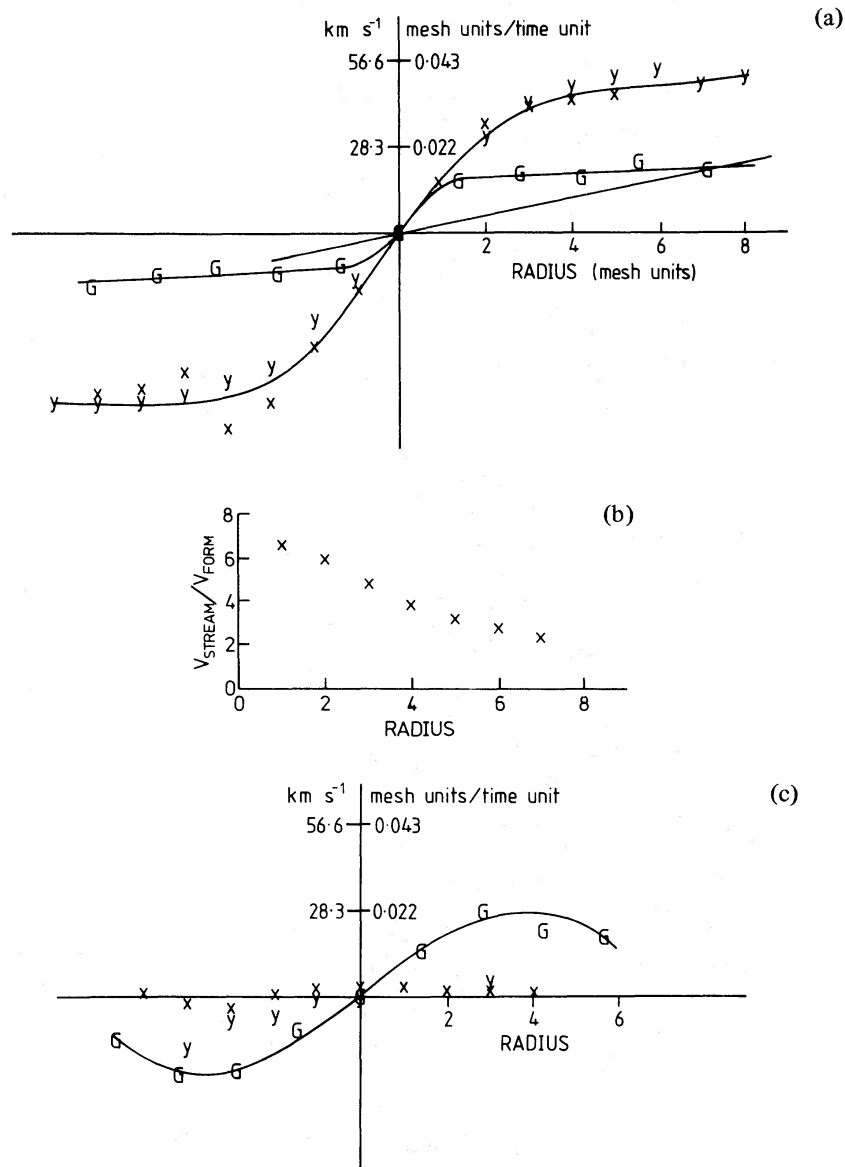 (a)
km s⁻¹ mesh units/time unit
56.6 0.043
28.3 0.022
2 4 6 8
RADIUS (mesh units)
y y y y y y y y x x x x x
G G G G G G
G G G G G
y y y y y y y y y x x x x x x x
(b)
8
6
4
2
0
V_STREAM/V_FORM
x x x x x x x
0 2 4 6 8
RADIUS
(c)
km s⁻¹ mesh units/time unit
56.6 0.043
28.3 0.022
G G G G
x x x x x x x x x x y y y y y
2 4 6
RADIUS
G G G G G